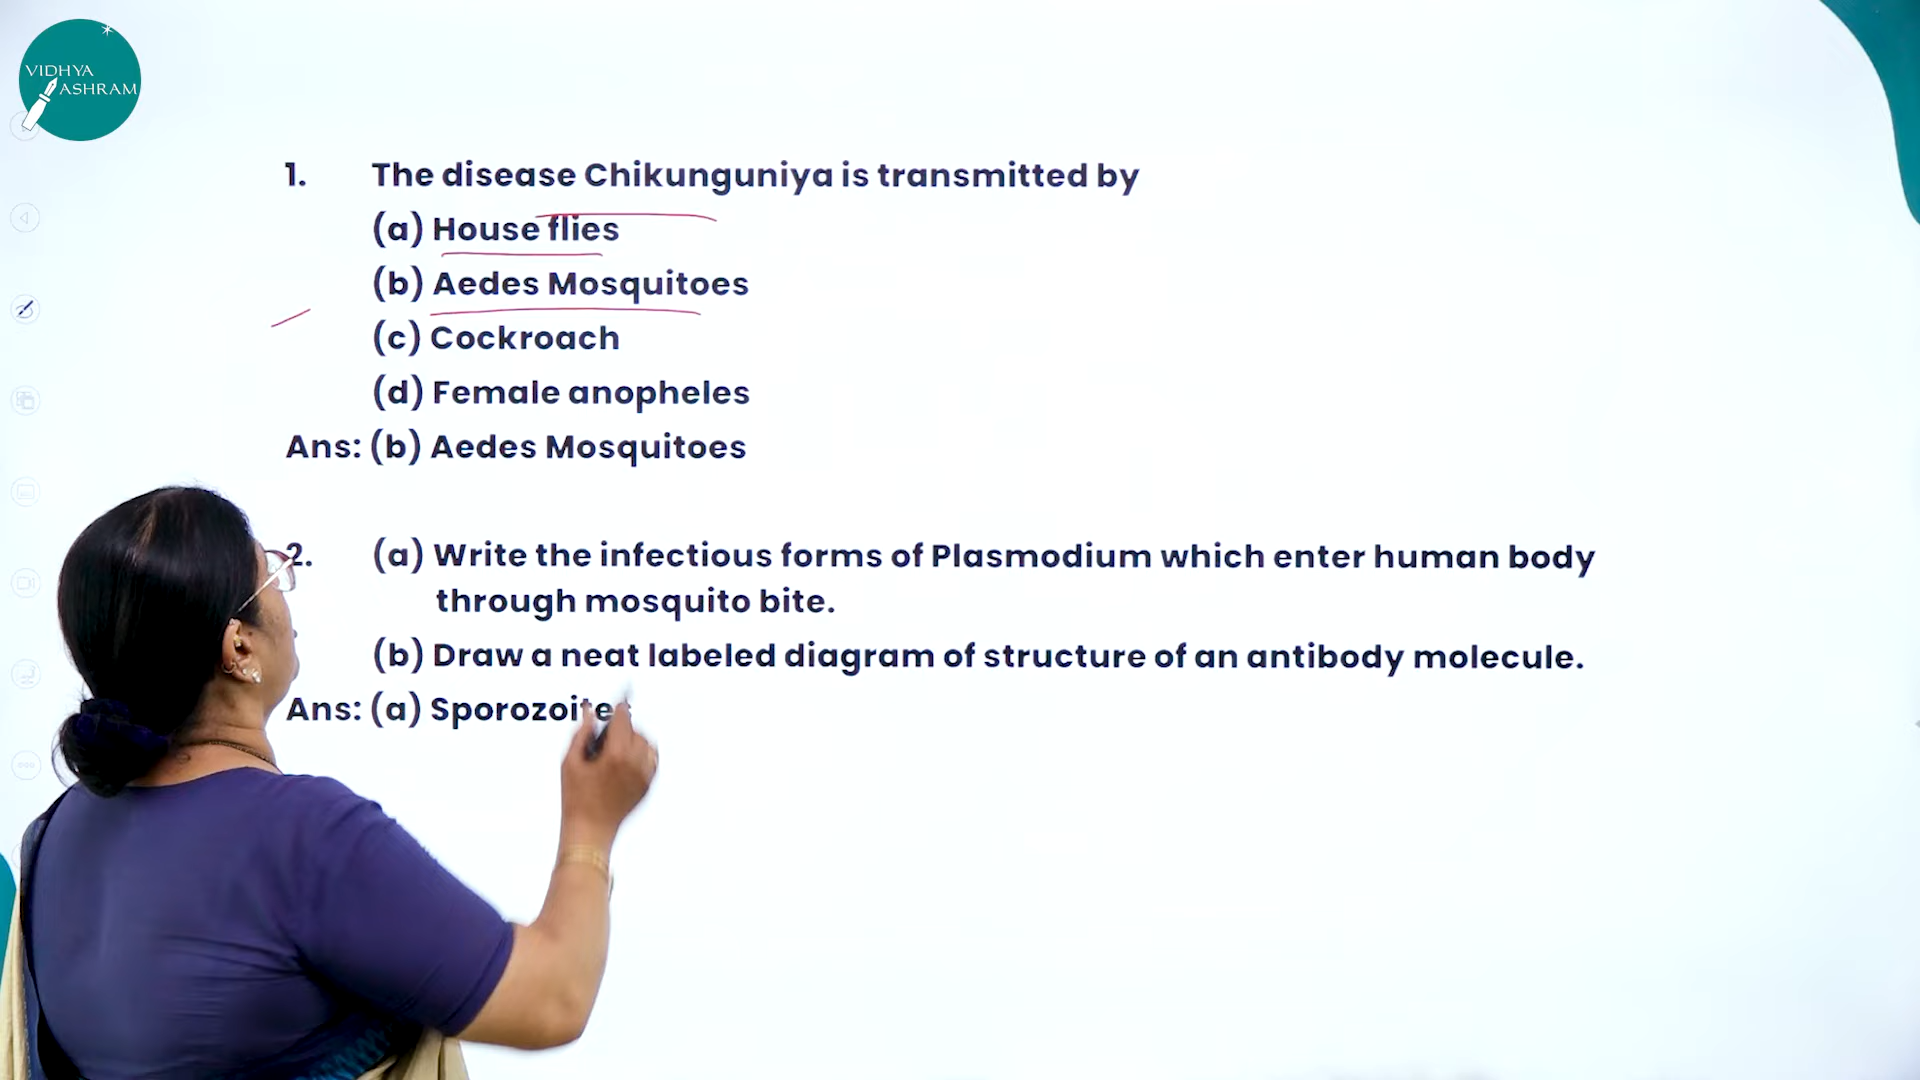 VIDHYA
ASHRAM
1. The disease Chikunguniya is transmitted by
(a) House flies
(b) Aedes Mosquitoes
(c) Cockroach
(d) Female anopheles
Ans: (b) Aedes Mosquitoes
2. (a) Write the infectious forms of Plasmodium which enter human body
through mosquito bite.
(b) Draw a neat labeled diagram of structure of an antibody molecule.
Ans: (a) Sporozoites